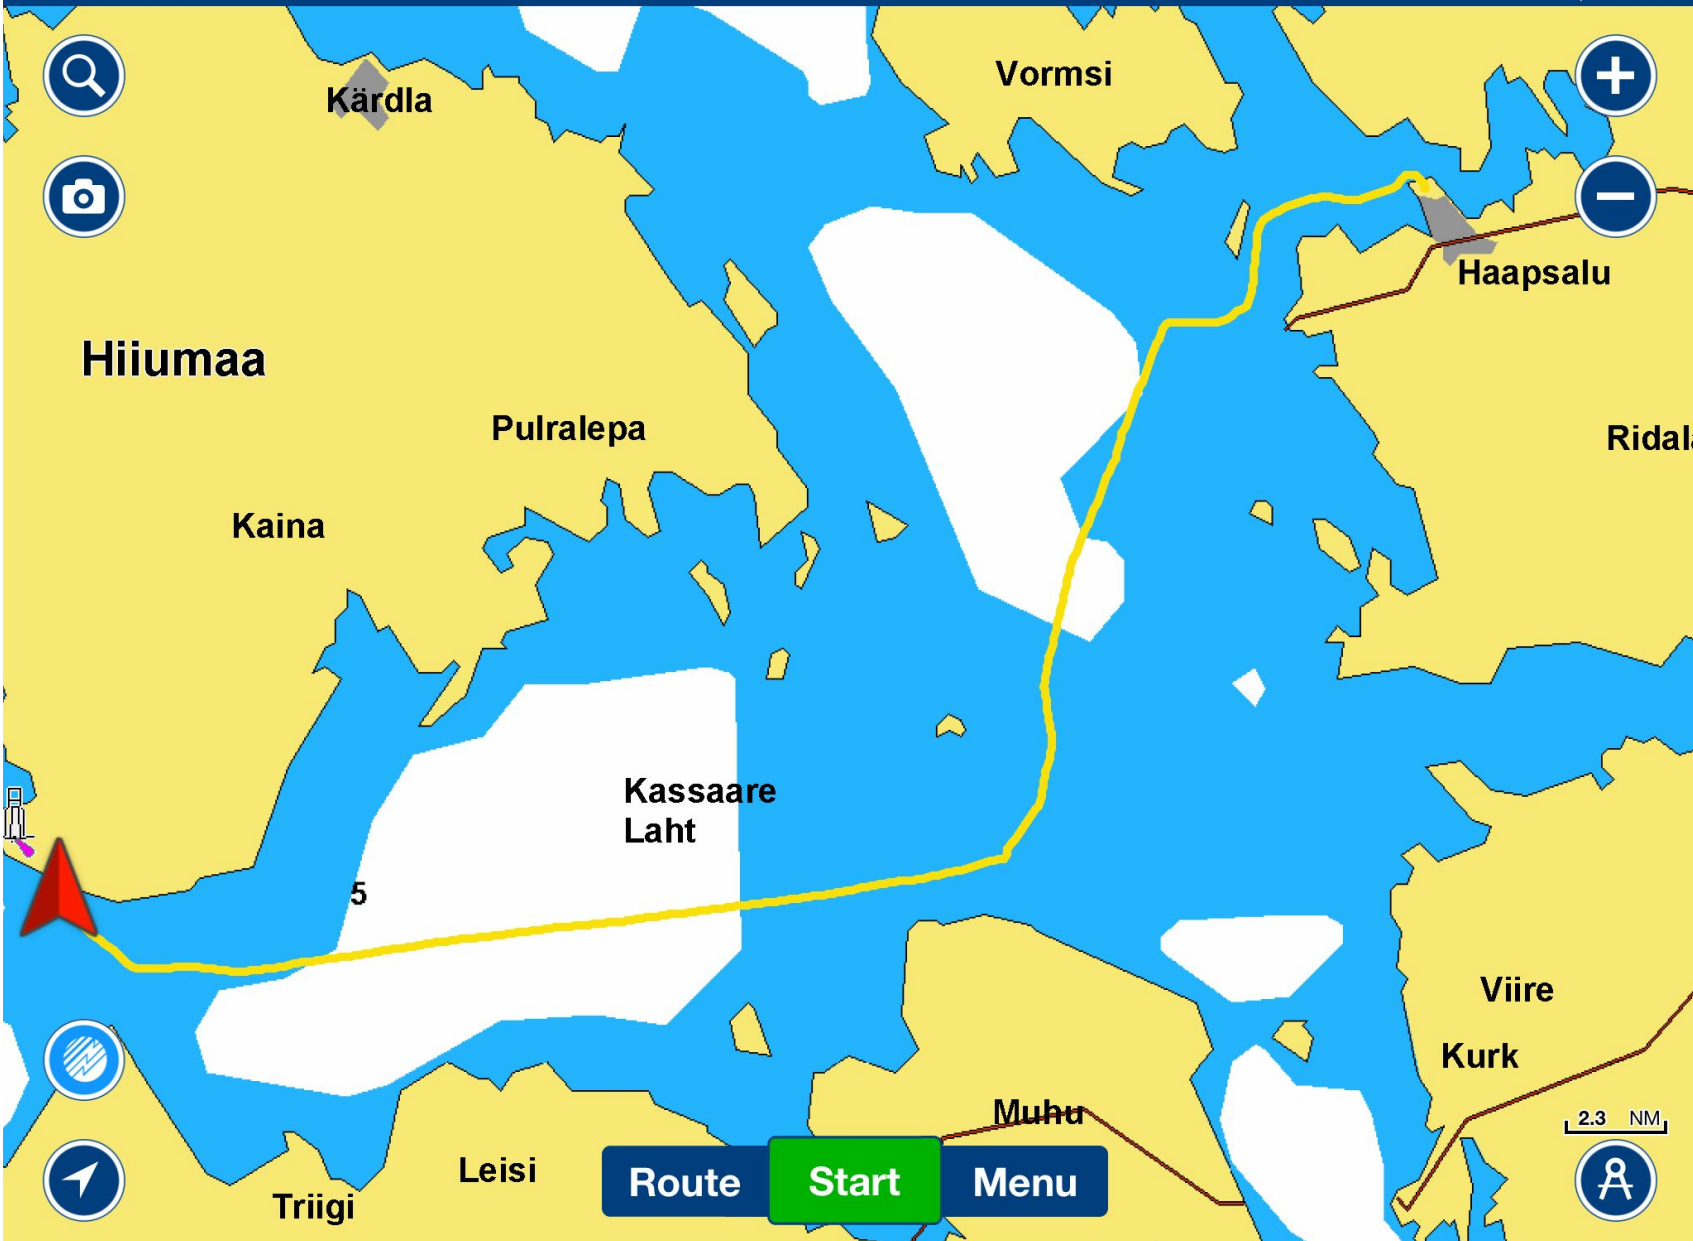 Vormsi
Kärdla
Haapsalu
Hiiumaa
Pulralepa
Kaina
Kassaare
Laht
5
Viire
Kurk
Muhu
2.3 NM
Leisi
Triigi
Route
Start
Menu